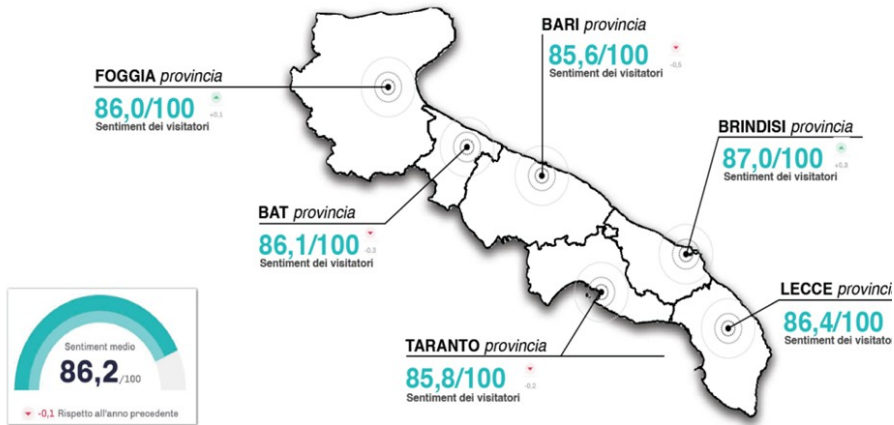 BARI provincia
85,6/100
-0,5
Sentiment dei visitatori
FOGGIA provincia
86,0/100
+0,1
Sentiment dei visitatori
BRINDISI provincia
87,0/100
+0,8
Sentiment dei visitatori
BAT provincia
86,1/100
-0,3
Sentiment dei visitatori
LECCE provincia
86,4/100
Sentiment dei visitatori
TARANTO provincia
85,8/100
-0,2
Sentiment dei visitatori
Sentiment medio
86,2/100
-0,1 Rispetto all'anno precedente